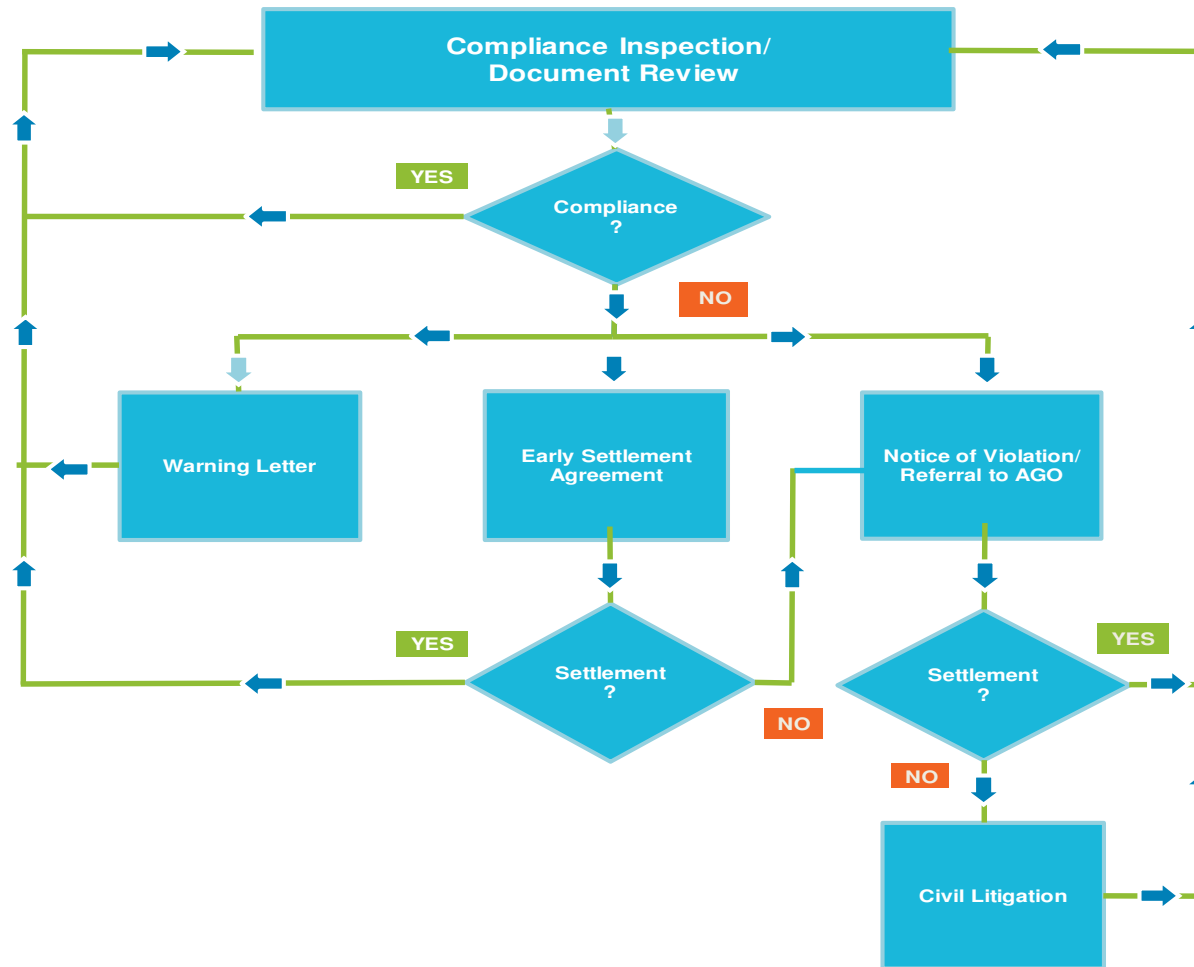 Compliance Inspection/
Document Review
YES
Compliance
?
NO
Warning Letter
Early Settlement
Agreement
Notice of Violation/
Referral to AGO
YES
Settlement
?
NO
YES
Settlement
?
NO
Civil Litigation